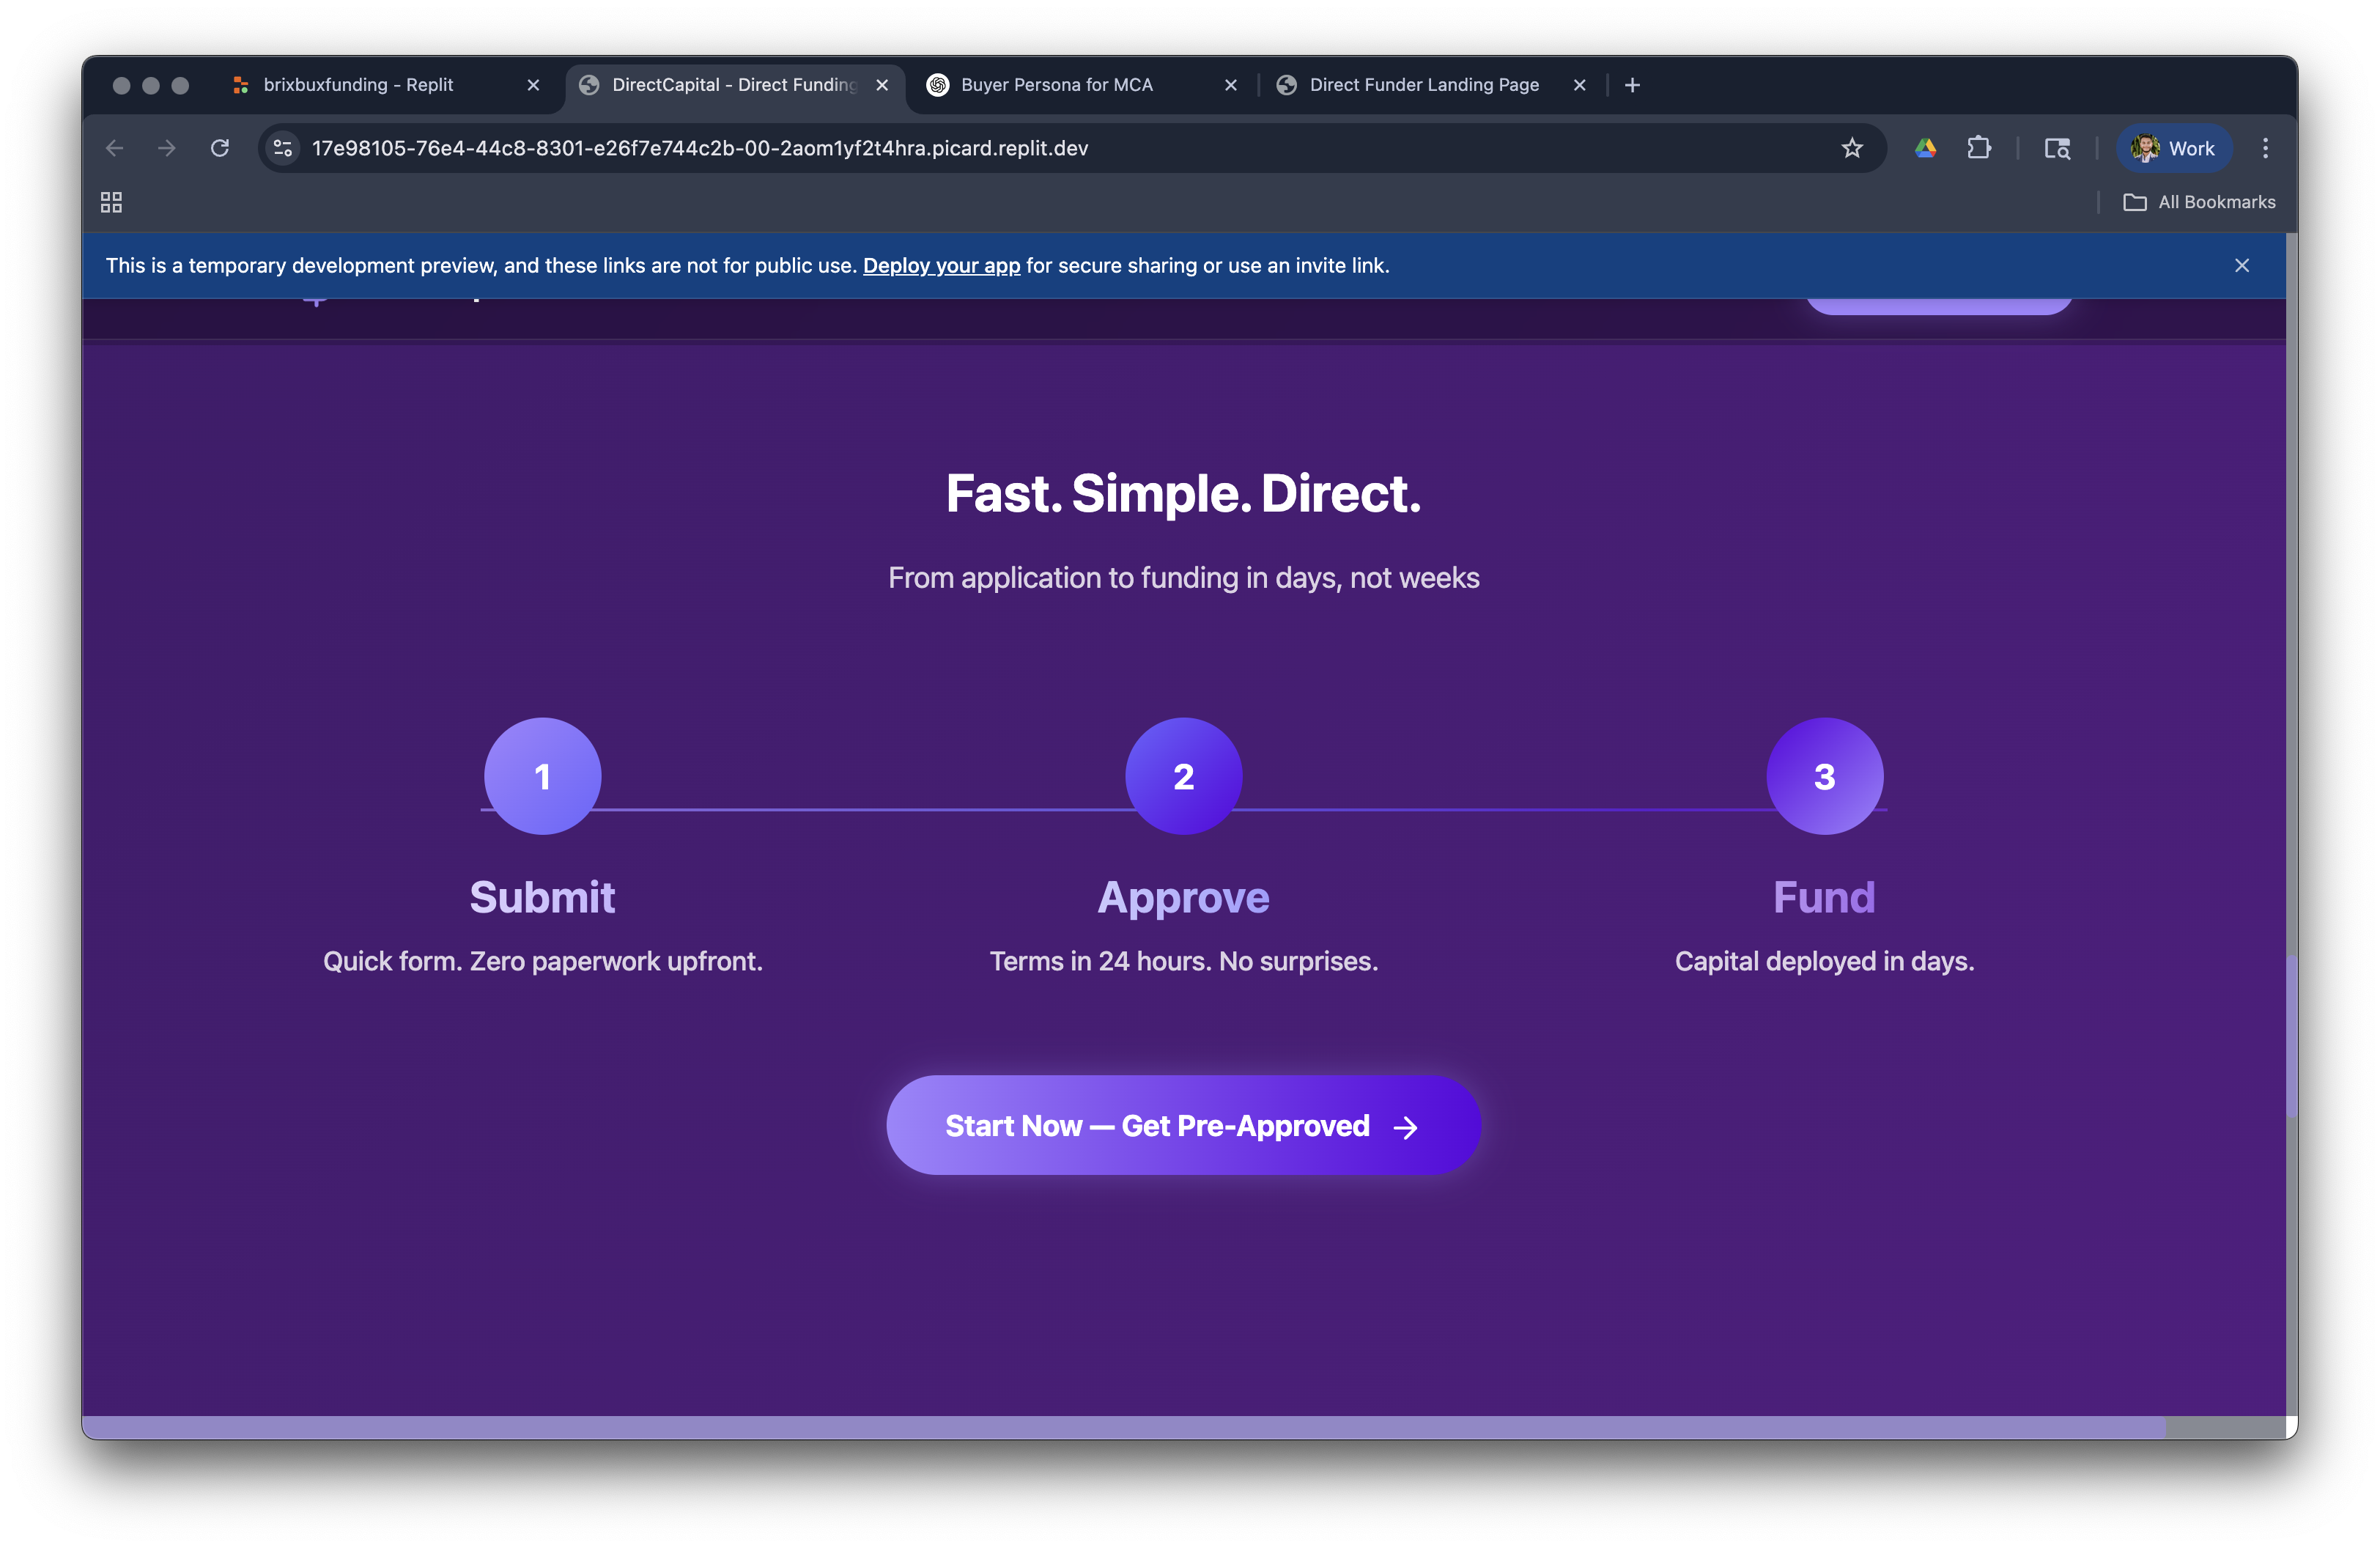 brixbuxfunding - Replit
DirectCapital - Direct Funding
Buyer Persona for MCA
Direct Funder Landing Page
17e98105-76e4-44c8-8301-e26f7e744c2b-00-2aom1yf2t4hra.picard.replit.dev
Work
All Bookmarks
This is a temporary development preview, and these links are not for public use. Deploy your app for secure sharing or use an invite link.
Fast. Simple. Direct.
From application to funding in days, not weeks
1
2
3
Submit
Approve
Fund
Quick form. Zero paperwork upfront.
Terms in 24 hours. No surprises.
Capital deployed in days.
Start Now — Get Pre-Approved